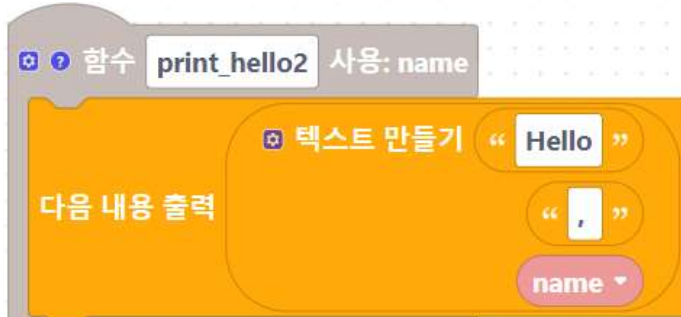 ? 함수 print_hello2 사용: name
텍스트 만들기 “ Hello ”
다음 내용 출력 “ , ”
name